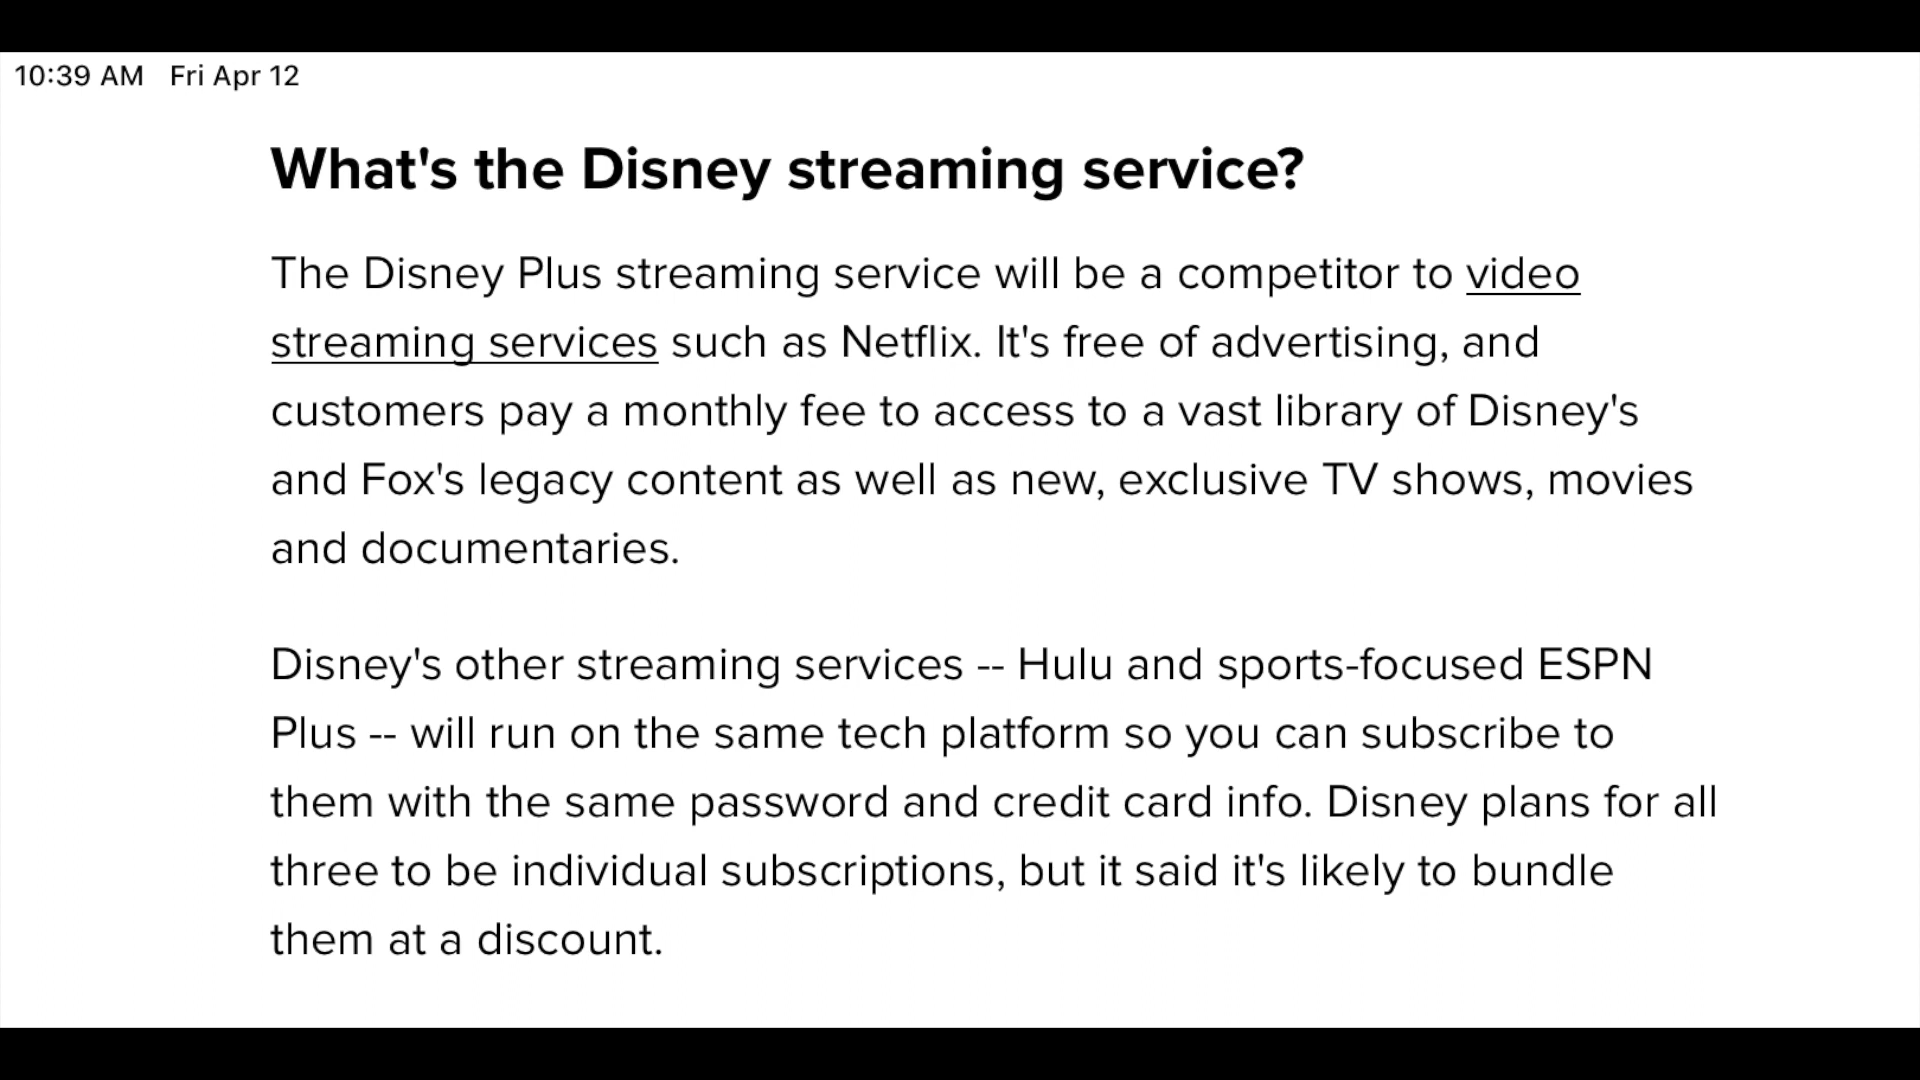 10:39 AM Fri Apr 12
What's the Disney streaming service?
The Disney Plus streaming service will be a competitor to video
streaming services such as Netflix. It's free of advertising, and
customers pay a monthly fee to access to a vast library of Disney's
and Fox's legacy content as well as new, exclusive TV shows, movies
and documentaries.
Disney's other streaming services -- Hulu and sports-focused ESPN
Plus -- will run on the same tech platform so you can subscribe to
them with the same password and credit card info. Disney plans for all
three to be individual subscriptions, but it said it's likely to bundle
them at a discount.